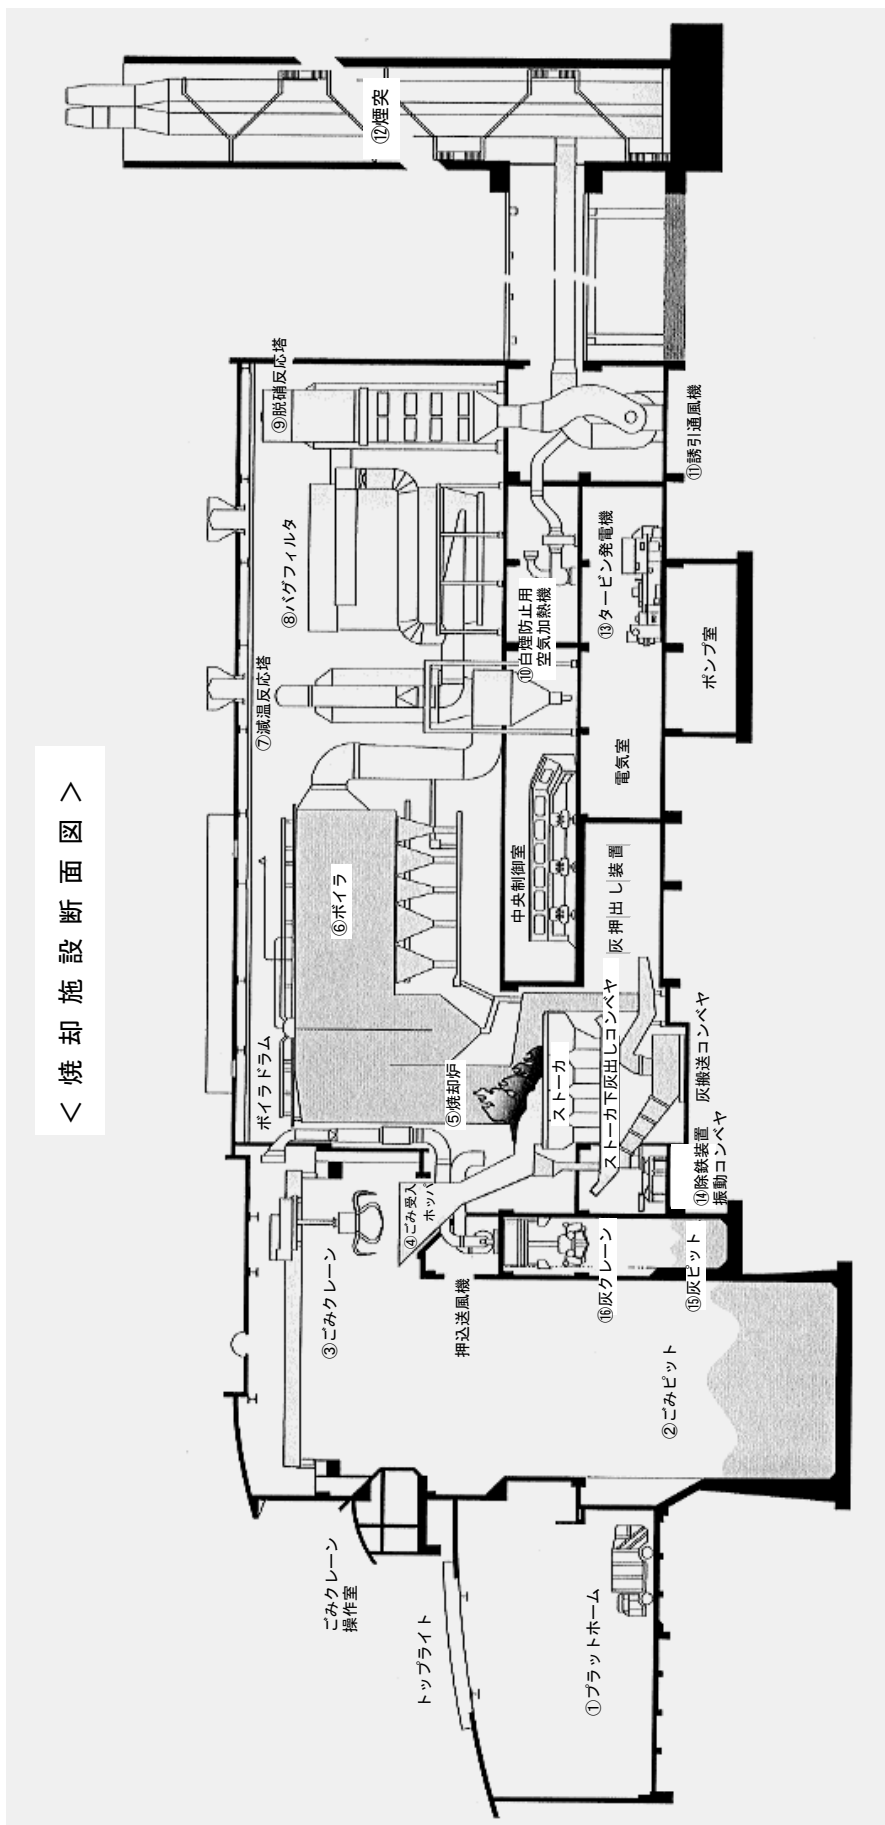 ＜焼却施設断面図＞
①プラットホーム
トップライト
ごみクレーン
操作室
②ごみピット
③ごみクレーン
④ごみ受入
ホッパ
押込送風機
⑤焼却炉
ストーカ
ストーカ下灰出しコンベヤ
灰押出し装置
灰搬送コンベヤ
⑭除鉄装置
振動コンベヤ
⑮灰ピット
⑯灰クレーン
ボイラドラム
⑥ボイラ
中央制御室
電気室
ポンプ室
⑦減温反応塔
⑧バグフィルタ
⑨脱硝反応塔
⑩白煙防止用
空気加熱機
⑬タービン発電機
⑪誘引通風機
⑫煙突